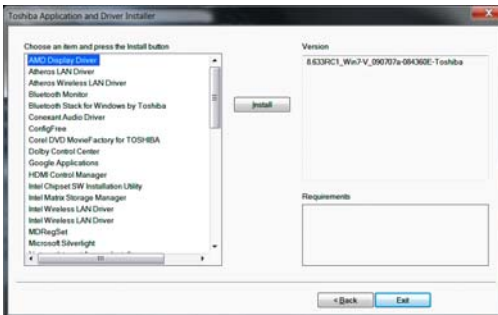 Toshiba Application and Driver Installer
Choose an item and press the Install button
AMD Display Driver
Atheros LAN Driver
Atheros Wireless LAN Driver
Bluetooth Monitor
Bluetooth Stack for Windows by Toshiba
Conexant Audio Driver
ConfigFree
Corel DVD MovieFactory for TOSHIBA
Dolby Control Center
Google Applications
HDMI Control Manager
Intel Chipset SW Installation Utility
Intel Matrix Storage Manager
Intel Wireless LAN Driver
Intel Wireless LAN Driver
MDRegSet
Microsoft Silverlight
Install
Version
8.633RC1_Win7-V_090707a-084360E-Toshiba
Requirements
< Back
Exit